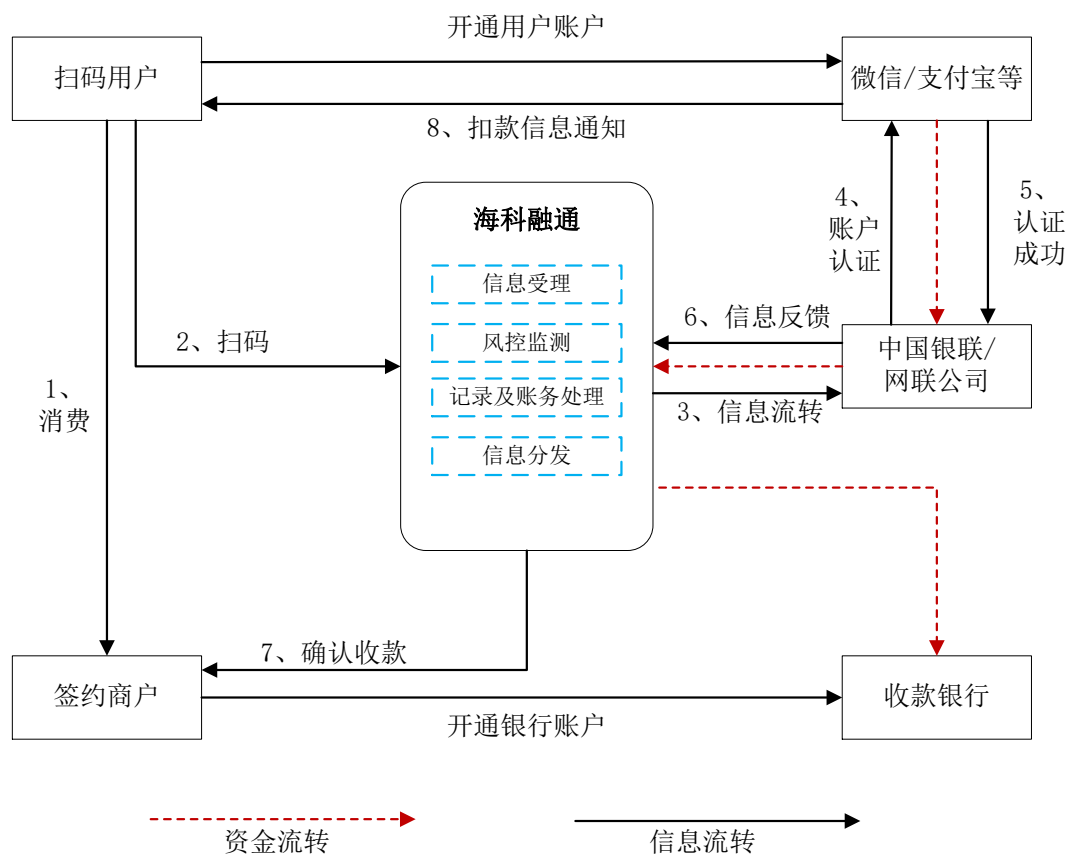 开通用户账户
扫码用户
微信/支付宝等
8、扣款信息通知
海科融通
4、
账户
认证
5、
认证
成功
信息受理
2、扫码
风控监测
6、信息反馈
中国银联/
网联公司
1、
消费
记录及账务处理
3、信息流转
信息分发
7、确认收款
签约商户
收款银行
开通银行账户
资金流转
信息流转